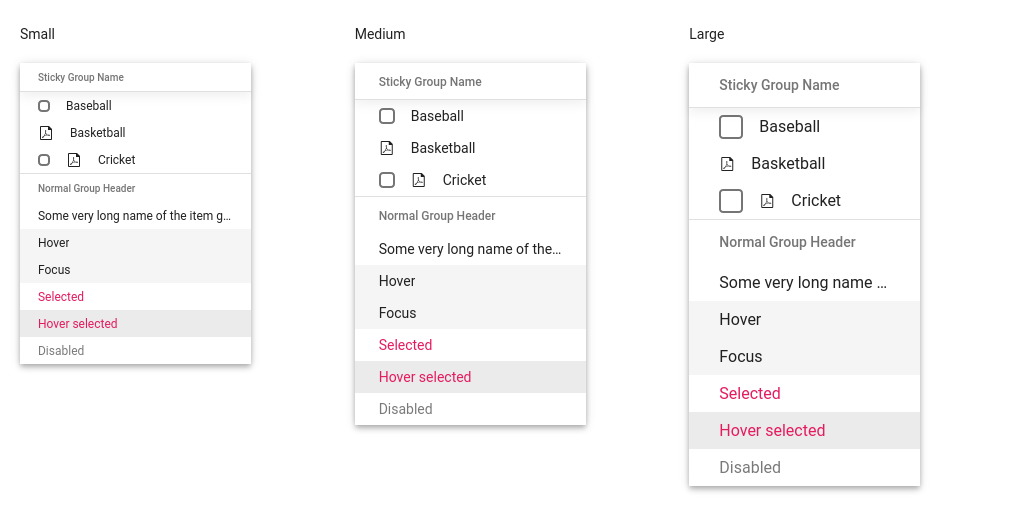 Small
Sticky Group Name
Baseball
Basketball
Cricket
Normal Group Header
Some very long name of the item g...
Hover
Focus
Selected
Hover selected
Disabled
Medium
Sticky Group Name
Baseball
Basketball
Cricket
Normal Group Header
Some very long name of the...
Hover
Focus
Selected
Hover selected
Disabled
Large
Sticky Group Name
Baseball
Basketball
Cricket
Normal Group Header
Some very long name ...
Hover
Focus
Selected
Hover selected
Disabled